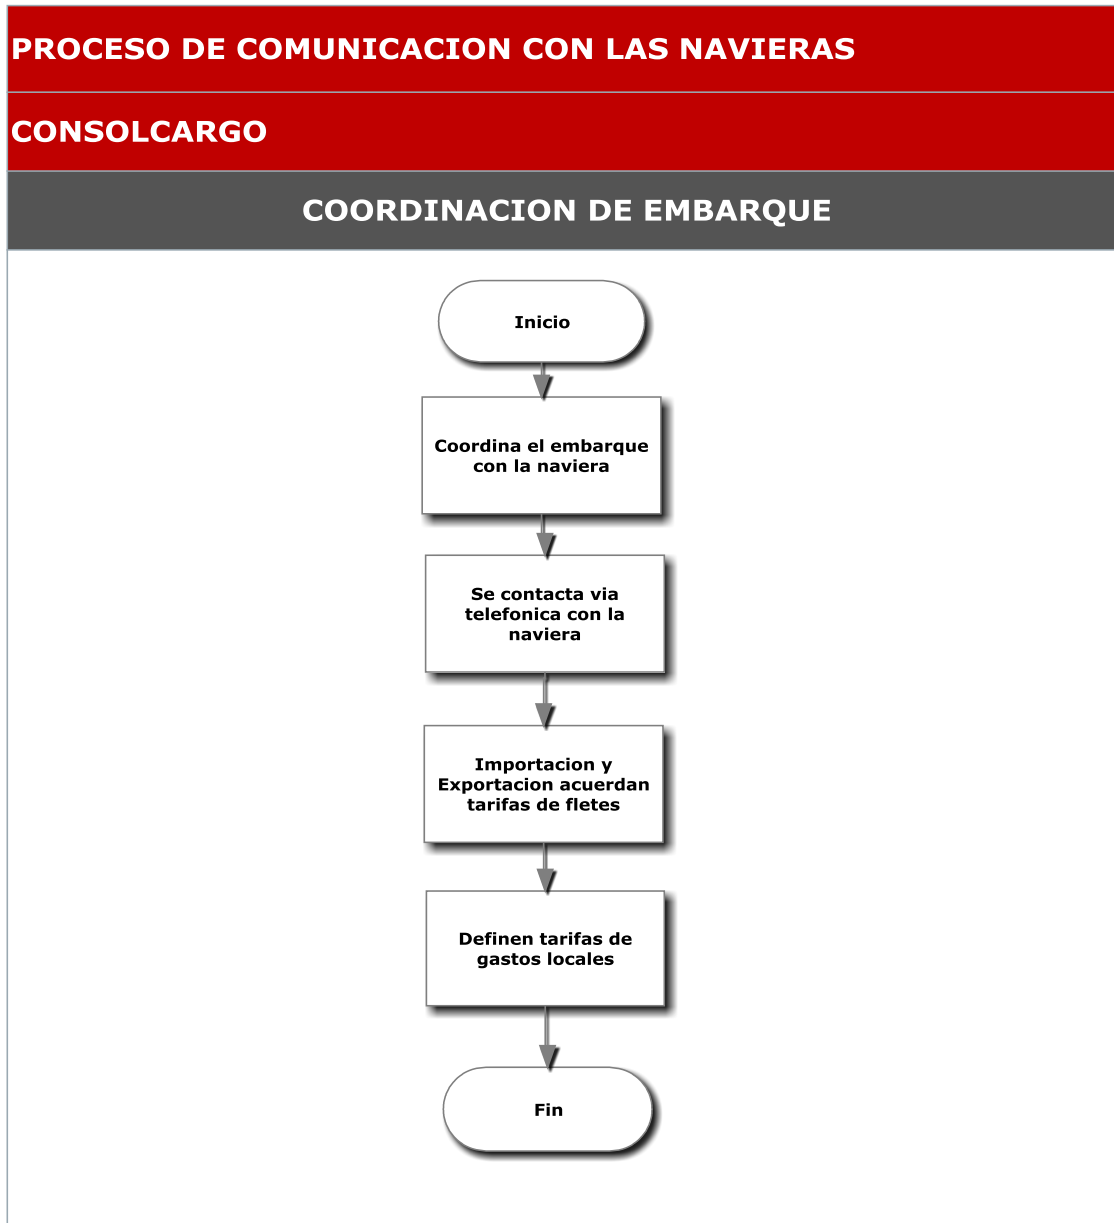 PROCESO DE COMUNICACION CON LAS NAVIERAS
CONSOLCARGO
COORDINACION DE EMBARQUE
Inicio
Coordina el embarque
con la naviera
Se contacta via
telefonica con la
naviera
Importacion y
Exportacion acuerdan
tarifas de fletes
Definen tarifas de
gastos locales
Fin